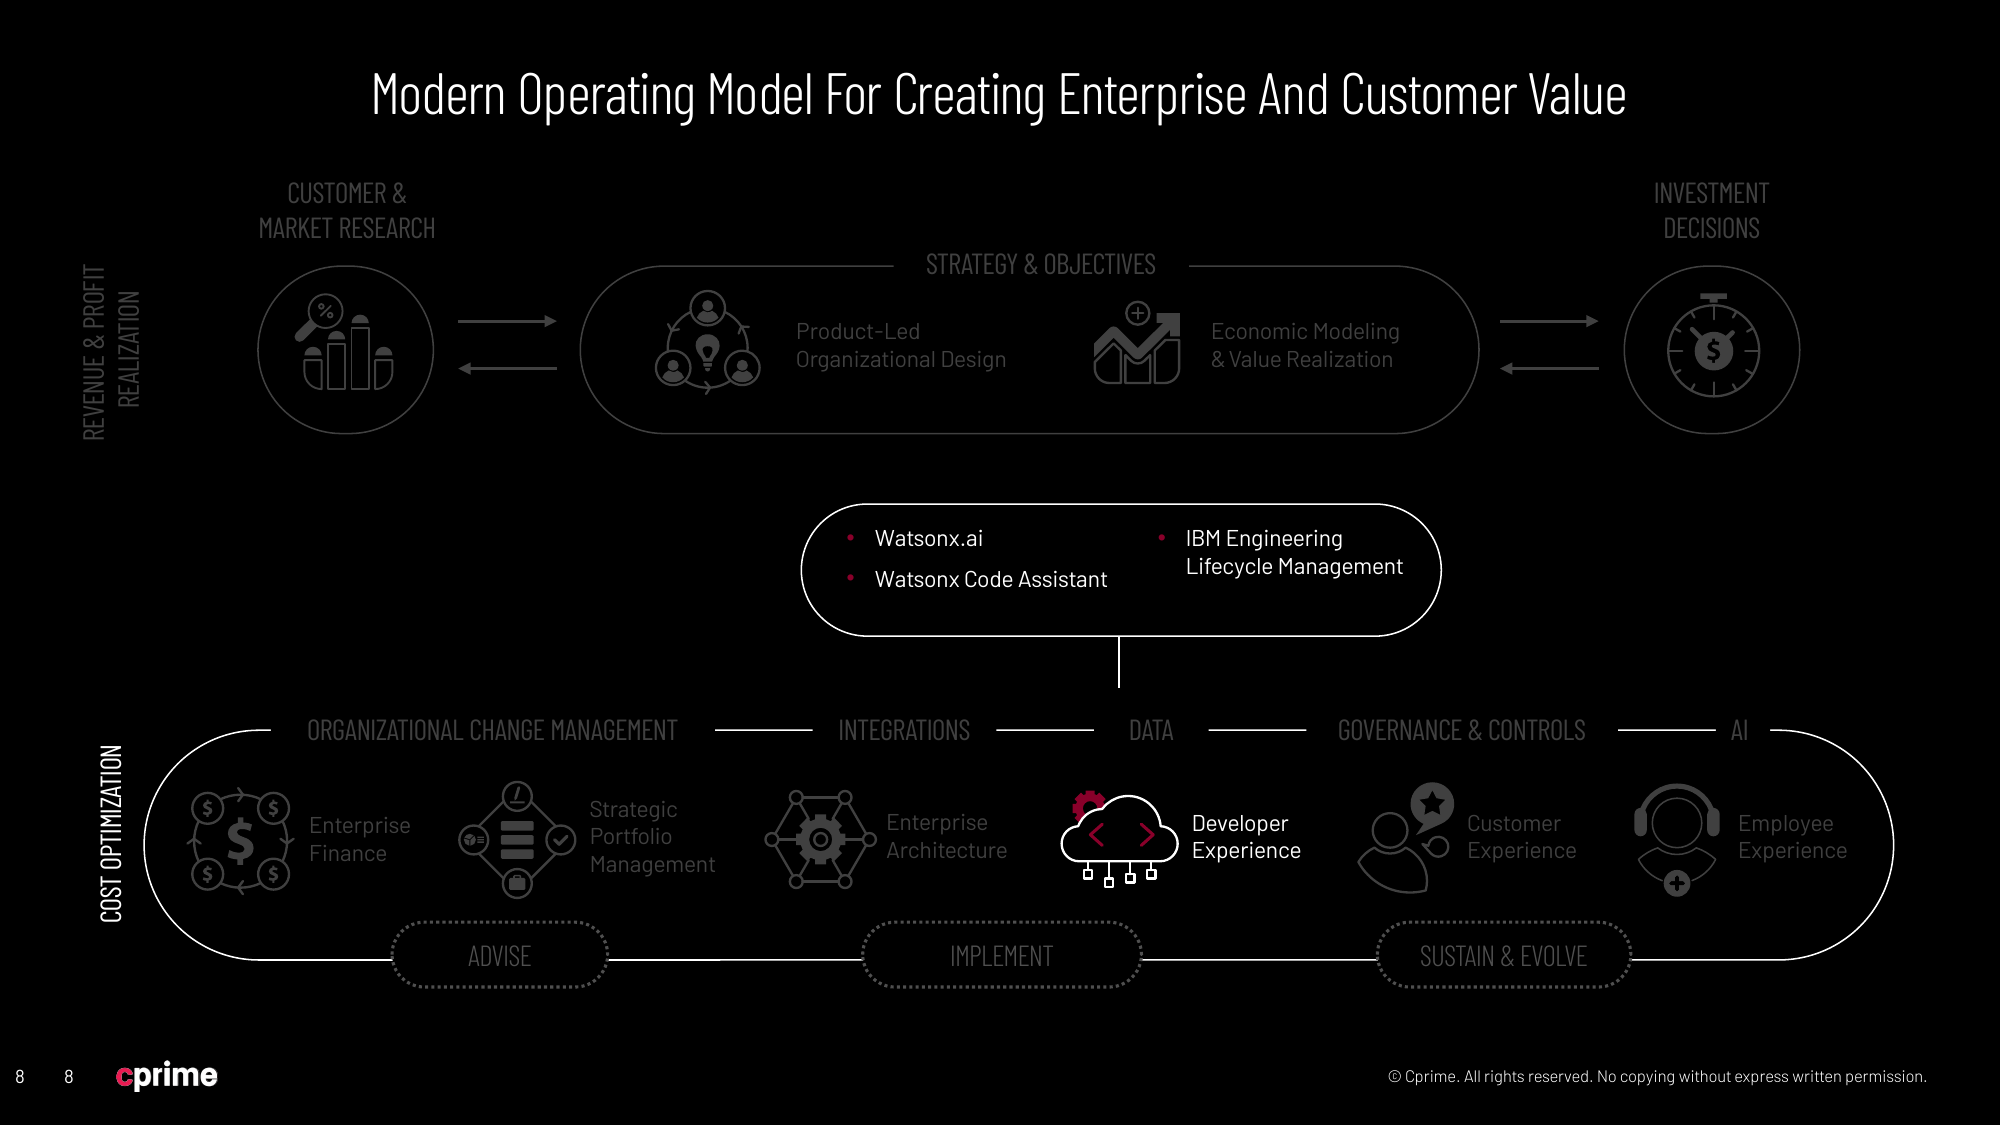 Modern Operating Model For Creating Enterprise And Customer Value
CUSTOMER &
MARKET RESEARCH
INVESTMENT
DECISIONS
STRATEGY & OBJECTIVES
REVENUE & PROFIT
REALIZATION
%
Product-Led
Organizational Design
Economic Modeling
& Value Realization
$
Watsonx.ai
Watsonx Code Assistant
IBM Engineering
Lifecycle Management
ORGANIZATIONAL CHANGE MANAGEMENT
INTEGRATIONS
DATA
GOVERNANCE & CONTROLS
AI
COST OPTIMIZATION
$ $
$
$ $
Enterprise
Finance
Strategic
Portfolio
Management
Enterprise
Architecture
Developer
Experience
Customer
Experience
Employee
Experience
ADVISE
IMPLEMENT
SUSTAIN & EVOLVE
8 8 cprime
© Cprime. All rights reserved. No copying without express written permission.